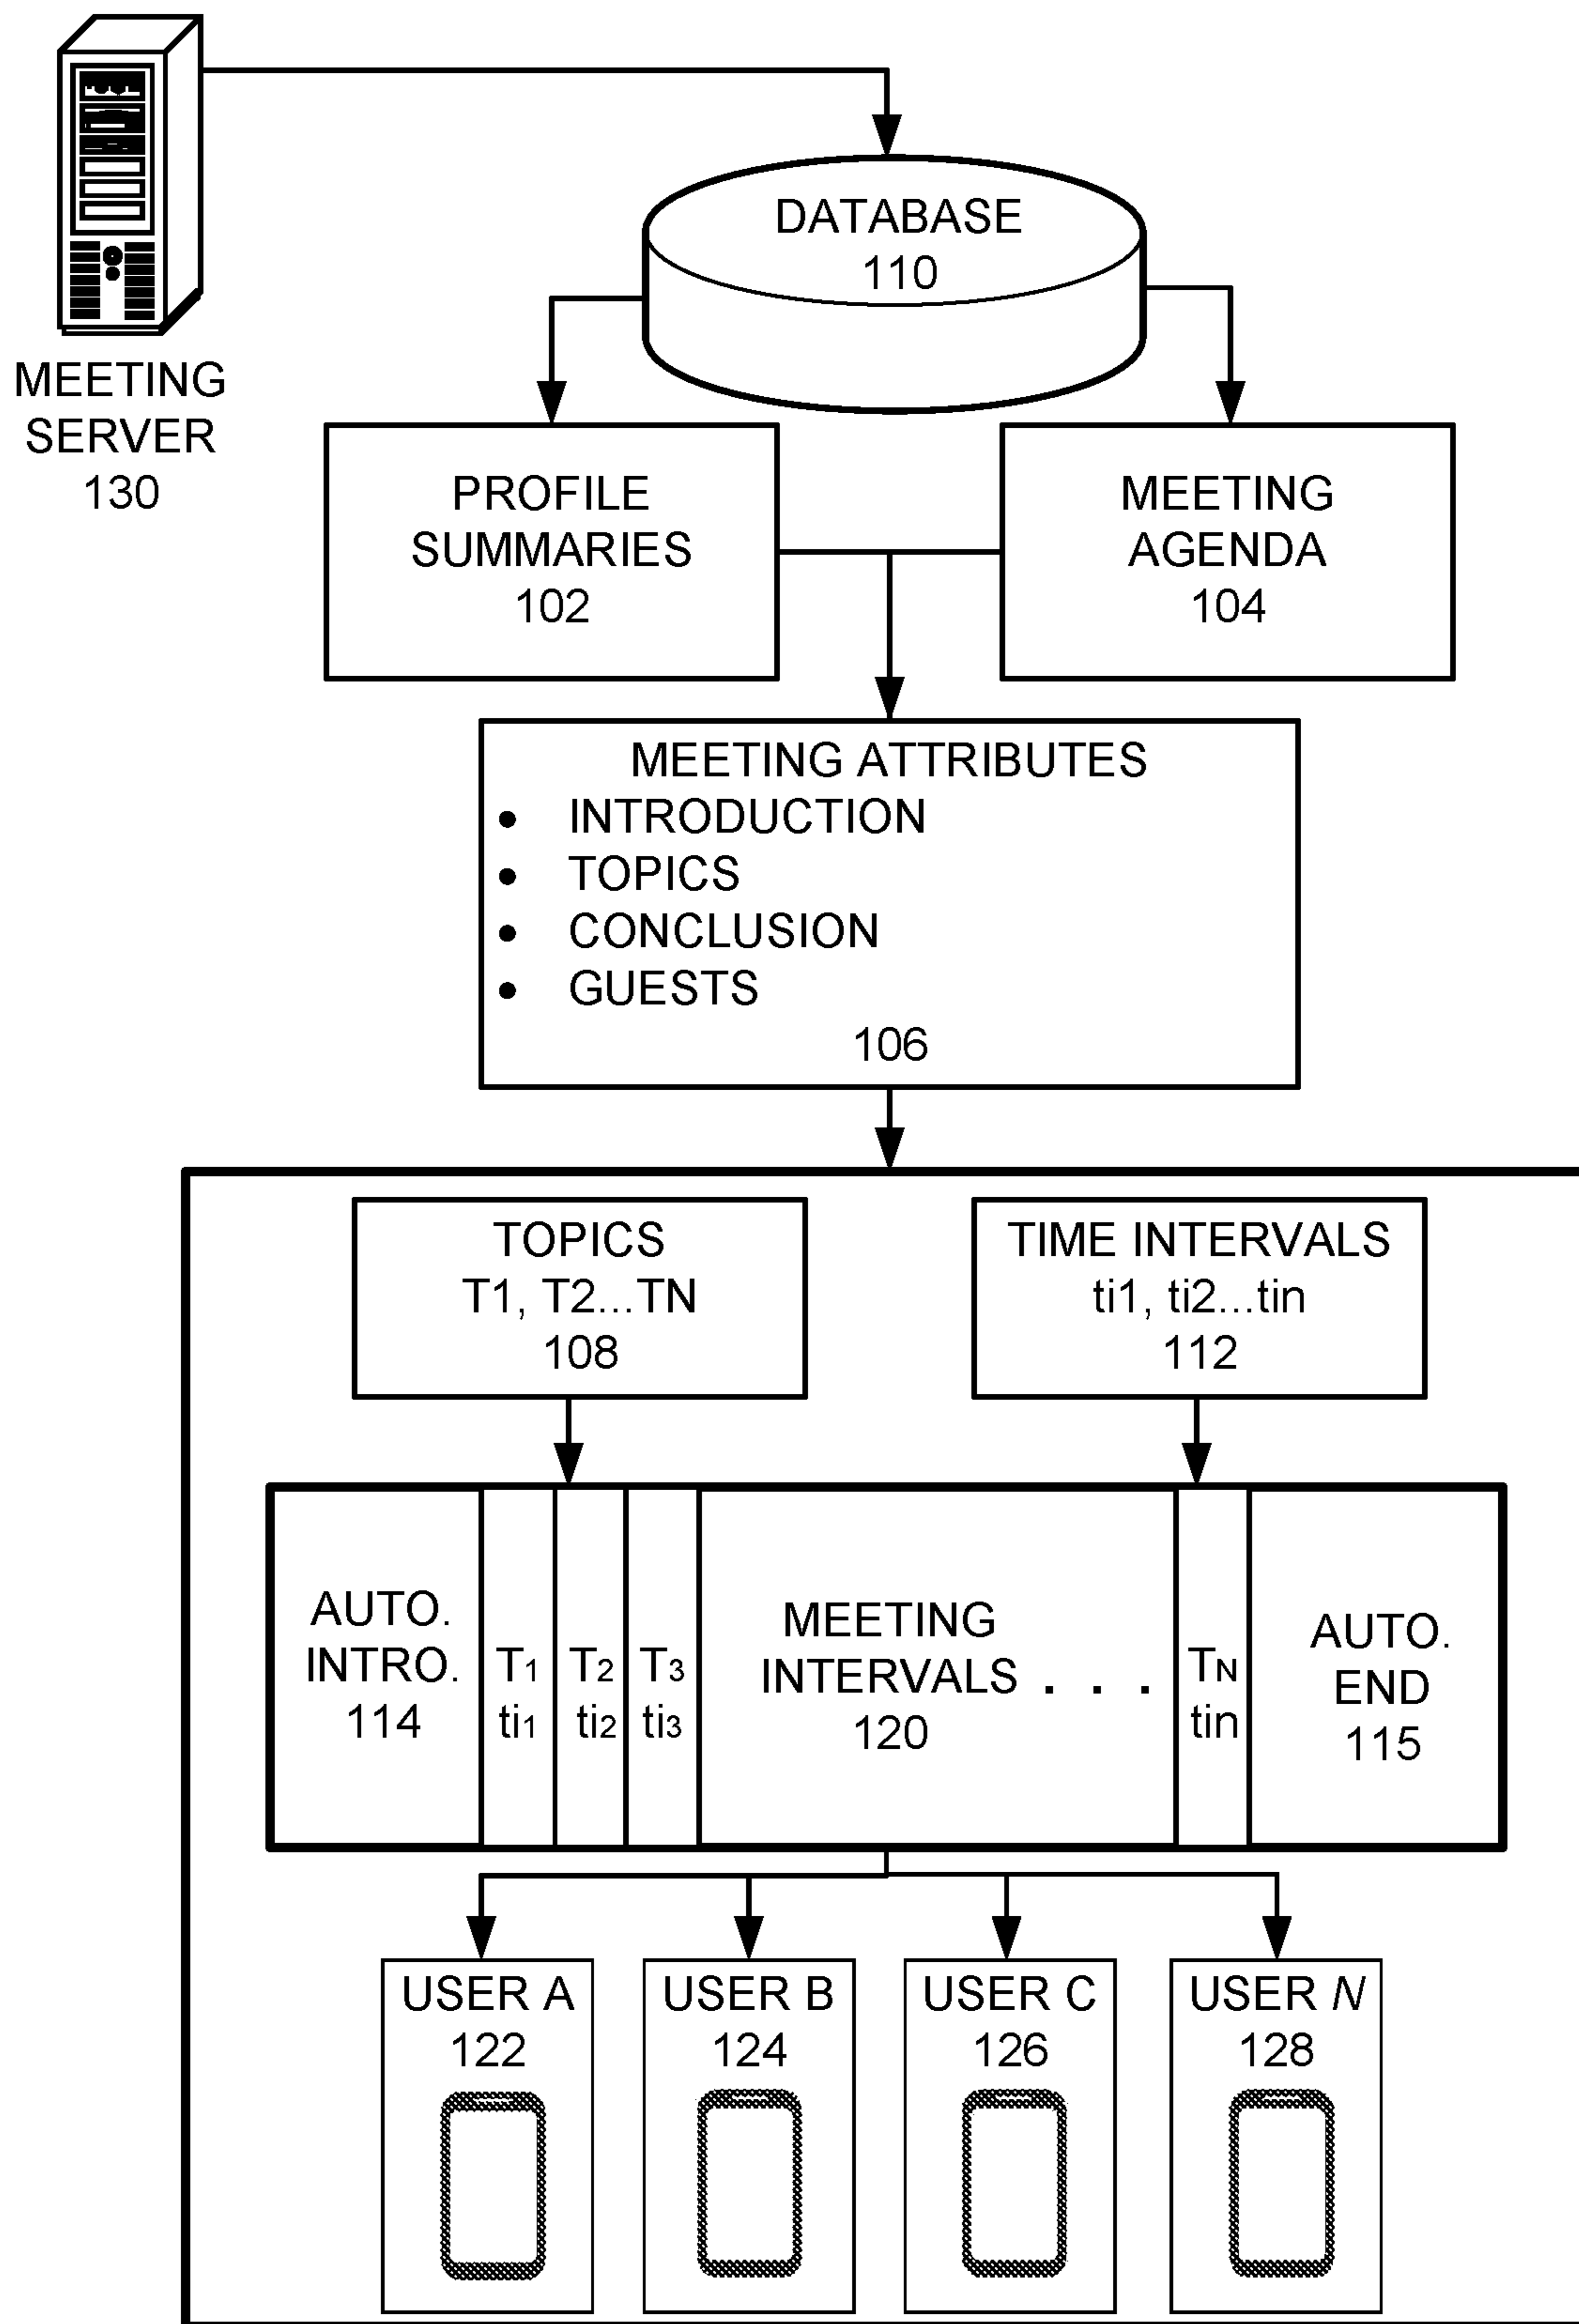 DATABASE
110
MEETING
SERVER
130
PROFILE
SUMMARIES
102
MEETING
AGENDA
104
MEETING ATTRIBUTES
• INTRODUCTION
• TOPICS
• CONCLUSION
• GUESTS
106
TOPICS
T1, T2...TN
108
TIME INTERVALS
ti1, ti2...tin
112
AUTO.
INTRO.
114
T1
ti1
T2
ti2
T3
ti3
MEETING
INTERVALS . . .
120
TN
tin
AUTO.
END
115
USER A
122
USER B
124
USER C
126
USER N
128